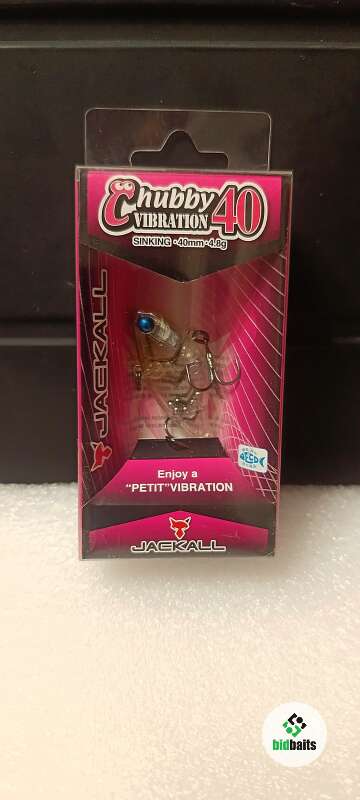 Chubby
VIBRATION 40
SINKING • 40mm • 4.8g
JACKALL
Enjoy a
"PETIT" VIBRATION
JACKALL
bidbaits